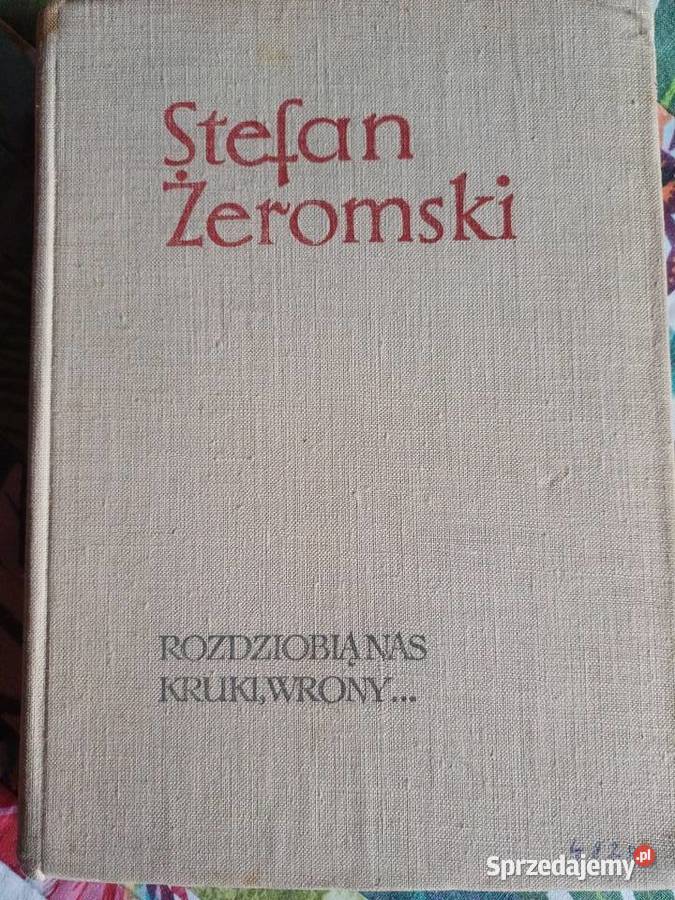 Stefan
Żeromski
ROZDZIOBIĄ NAS
KRUKI, WRONY...
Sprzedajemy.pl